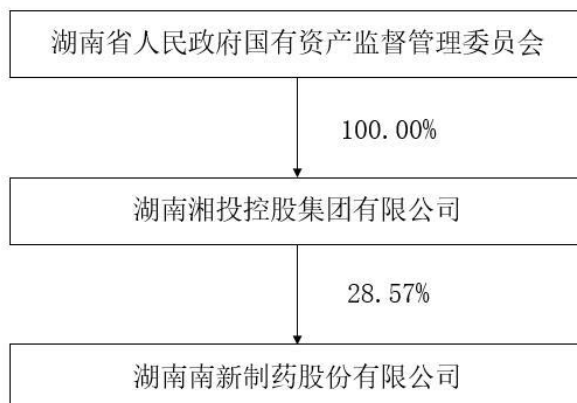 湖南省人民政府国有资产监督管理委员会
100.00%
湖南湘投控股集团有限公司
28.57%
湖南南新制药股份有限公司